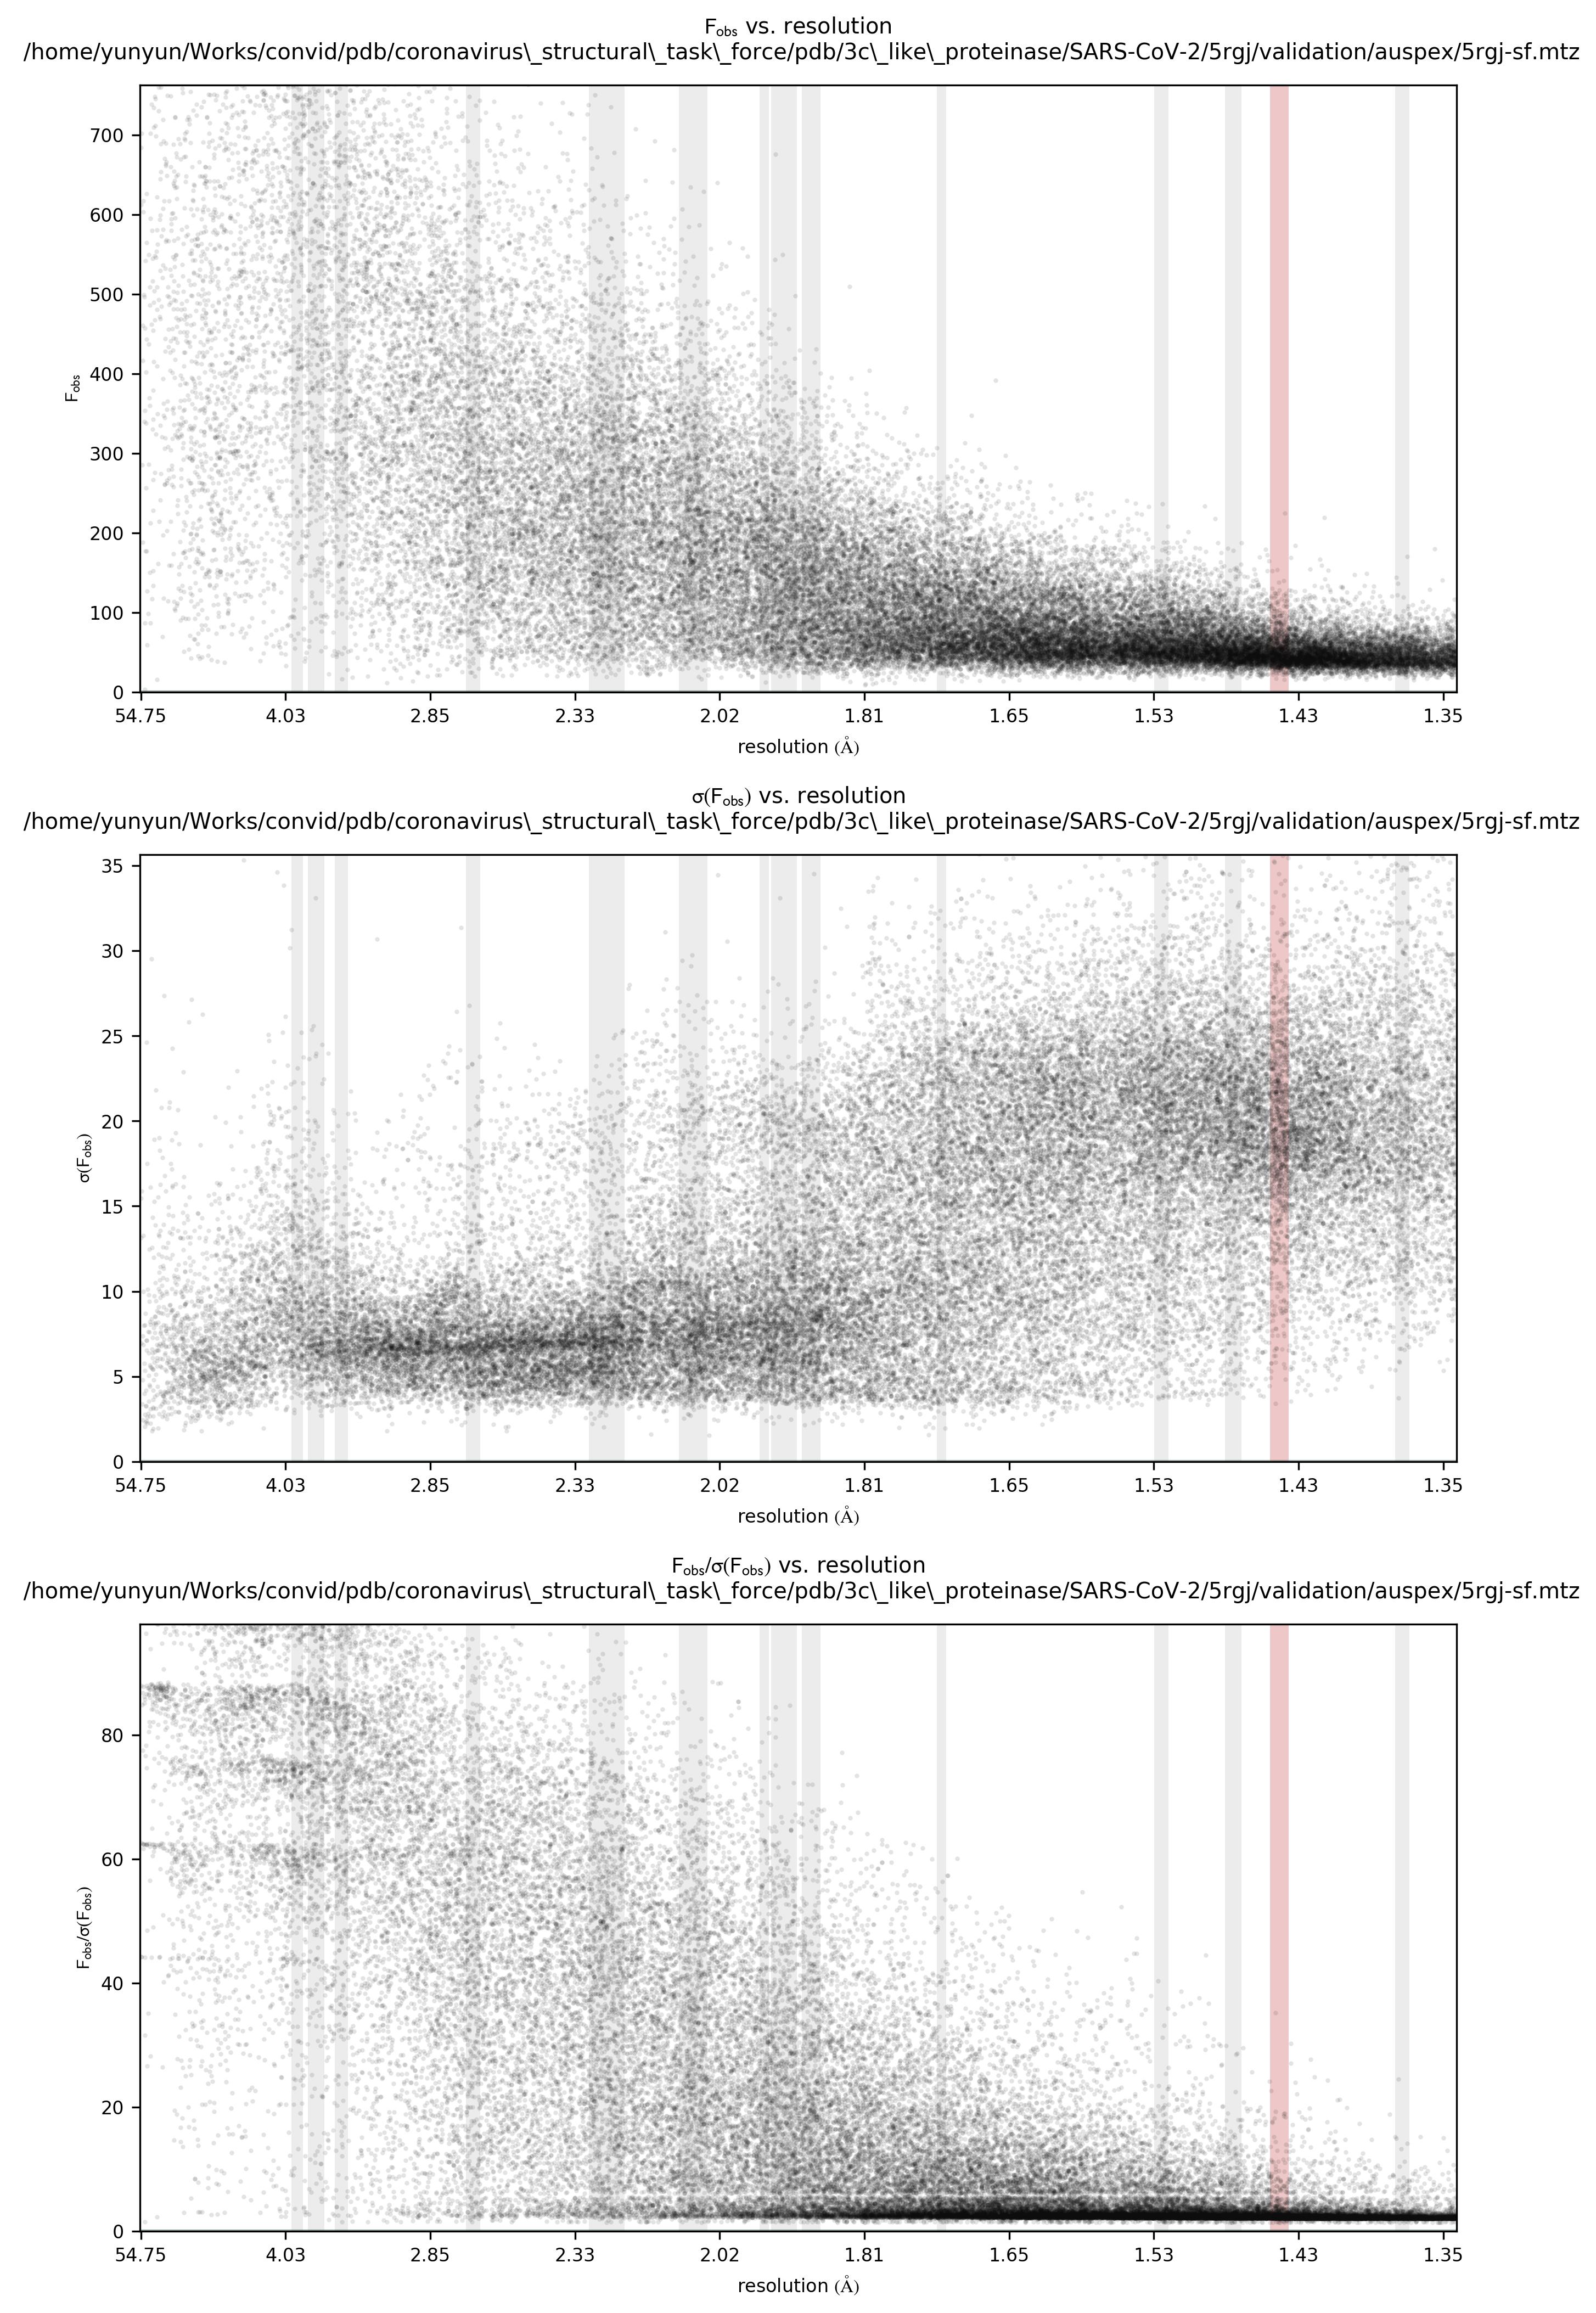 Fobs vs. resolution
/home/yunyun/Works/convid/pdb/coronavirus\_structural\_task\_force/pdb/3c\_like\_proteinase/SARS-CoV-2/5rgj/validation/auspex/5rgj-sf.mtz
700
600
500
400
300
200
100
0
Fobs
54.75 4.03 2.85 2.33 2.02 1.81 1.65 1.53 1.43 1.35
resolution (Å)
σ(Fobs) vs. resolution
/home/yunyun/Works/convid/pdb/coronavirus\_structural\_task\_force/pdb/3c\_like\_proteinase/SARS-CoV-2/5rgj/validation/auspex/5rgj-sf.mtz
35
30
25
20
15
10
5
0
σ(Fobs)
54.75 4.03 2.85 2.33 2.02 1.81 1.65 1.53 1.43 1.35
resolution (Å)
Fobs/σ(Fobs) vs. resolution
/home/yunyun/Works/convid/pdb/coronavirus\_structural\_task\_force/pdb/3c\_like\_proteinase/SARS-CoV-2/5rgj/validation/auspex/5rgj-sf.mtz
80
60
40
20
0
Fobs/σ(Fobs)
54.75 4.03 2.85 2.33 2.02 1.81 1.65 1.53 1.43 1.35
resolution (Å)